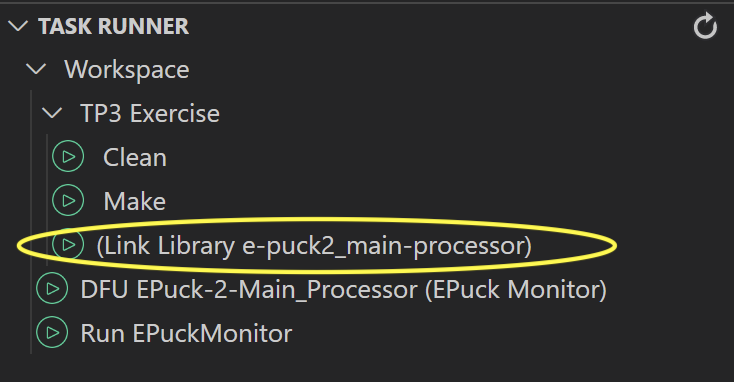 TASK RUNNER
Workspace
TP3 Exercise
Clean
Make
(Link Library e-puck2_main-processor)
DFU EPuck-2-Main_Processor (EPuck Monitor)
Run EPuckMonitor